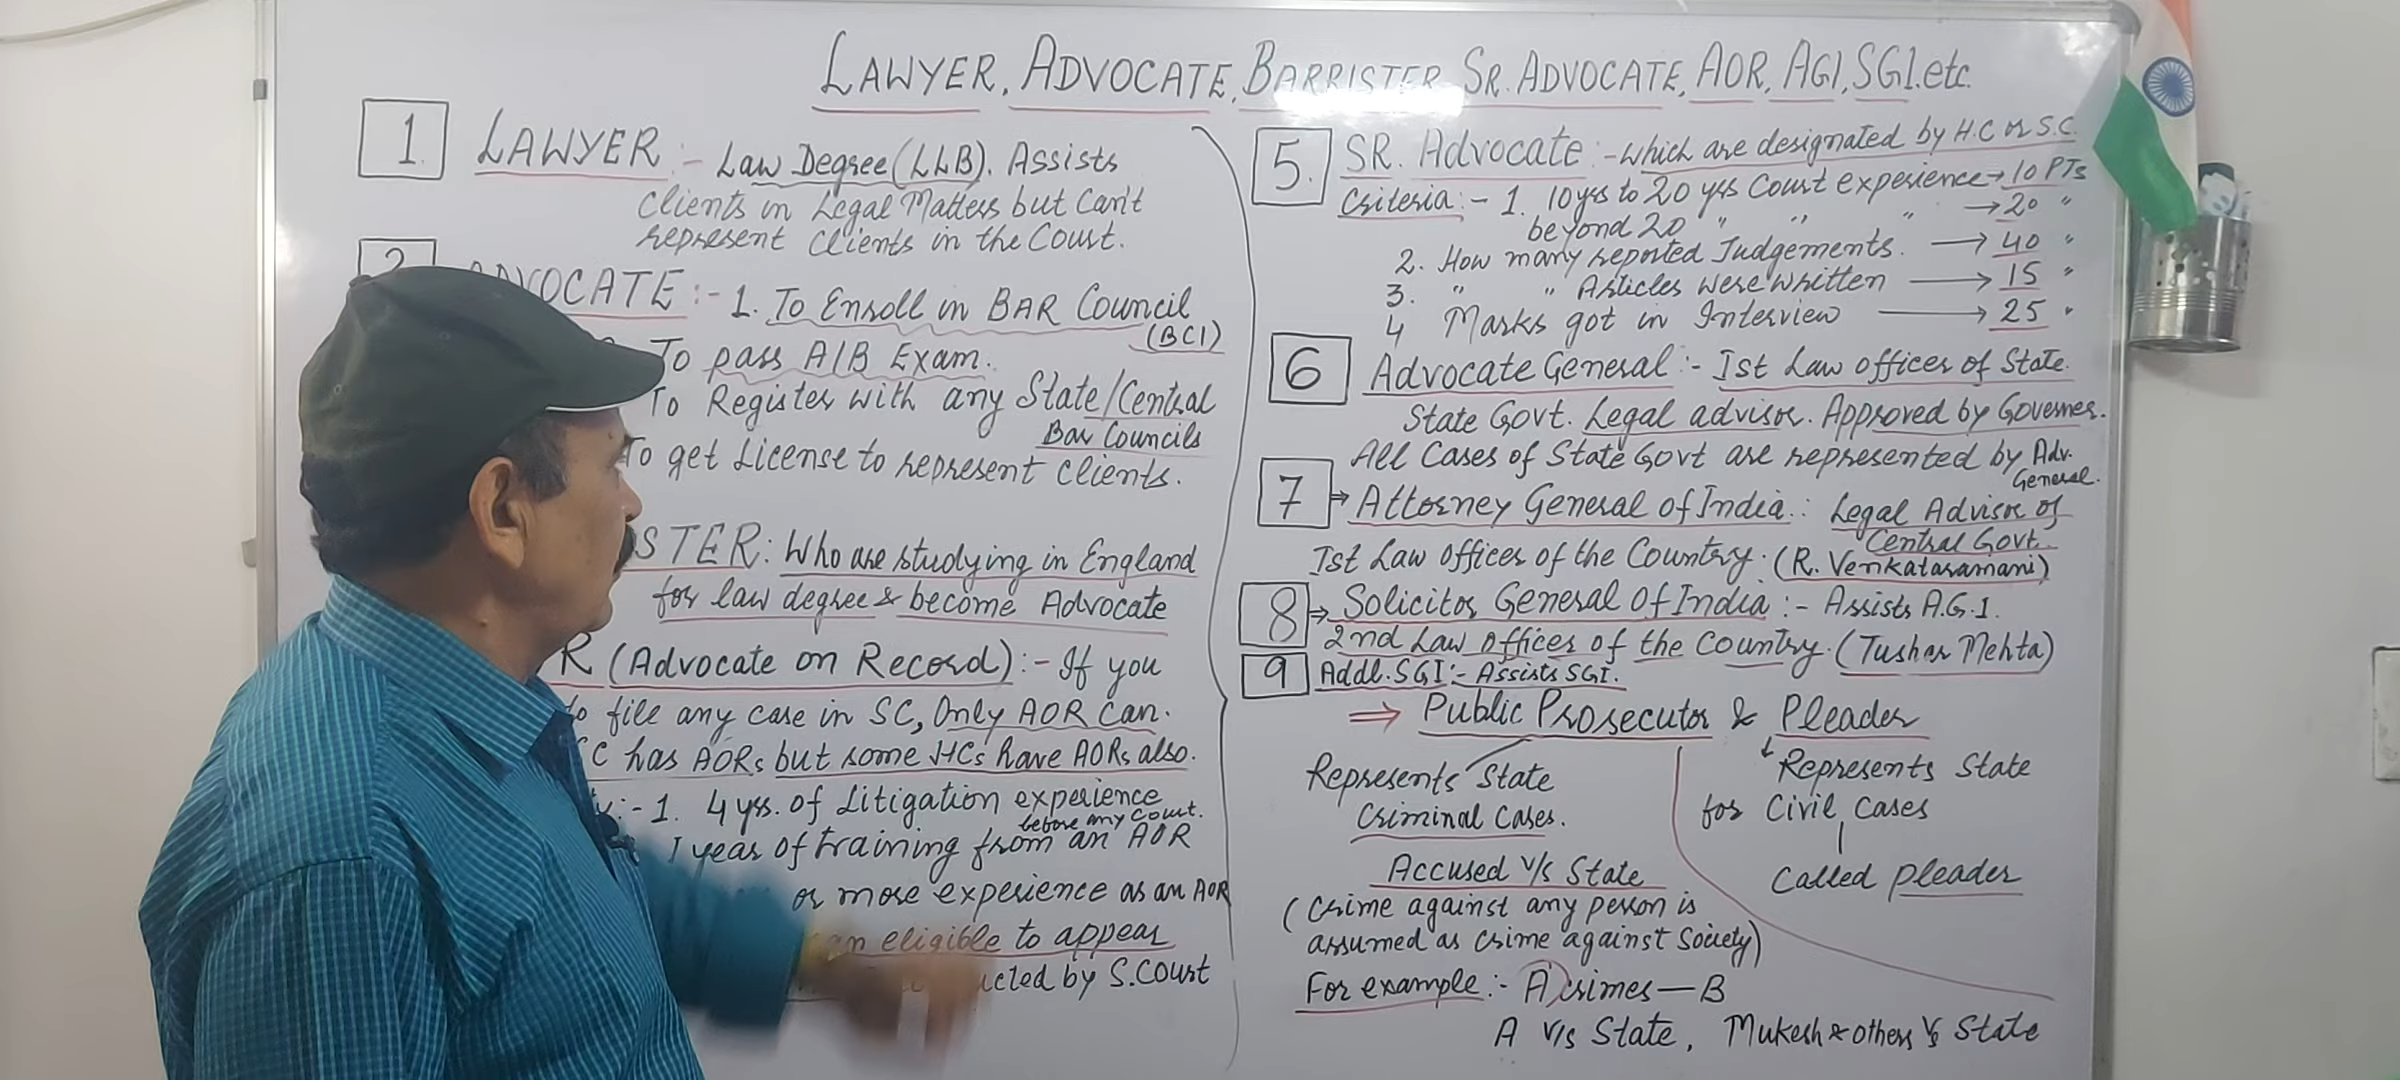 LAWYER, ADVOCATE, BARRISTER, SR. ADVOCATE, AOR, AGI, SGI. etc.
1. LAWYER :- Law Degree (LLB). Assists
Clients in Legal Matters but Can't
represent Clients in the Court.
2
ADVOCATE :- 1. To Enroll in BAR Council
(BCI)
To pass AIB Exam.
To Register with any State/Central
Bar Councils
To get License to represent Clients.
STER: Who are studying in England
for law degree & become Advocate
R (Advocate on Record) :- If you
to file any case in SC, Only AOR Can.
SC has AORs but some HCs have AORs also.
:- 1. 4 yrs. of Litigation experience
before any Court.
1 year of training from an AOR
or more experience as an AOR
an eligible to appear
ucted by S. Court
5. SR. Advocate :- Which are designated by H.C or S.C.
Criteria :- 1. 10 yrs to 20 yrs Court experience → 10 PTs
beyond 20 " " " → 20 "
2. How many reported Judgements. → 40 "
3. " " Articles were written → 15 "
4 Marks got in Interview → 25 "
6 Advocate General :- Ist Law officer of State.
State Govt. Legal advisor. Approved by Governer.
All Cases of State Govt are represented by Adv.
General.
7 ⇒ Attorney General of India : Legal Advisor of
Central Govt.
Ist Law Officer of the Country. (R. Venkataramani)
8 ⇒ Solicitor General of India :- Assists A.G.I.
2nd Law officer of the Country. (Tushar Mehta)
9 Addl. SGI :- Assists SGI.
⇒ Public Prosecutor & Pleader
Represents State
Criminal Cases.
↓ Represents State
for Civil Cases
Called pleader
Accused v/s State
(Crime against any person is
assumed as crime against Society)
For example :- A crimes — B
A v/s State, Mukesh & others v/s State